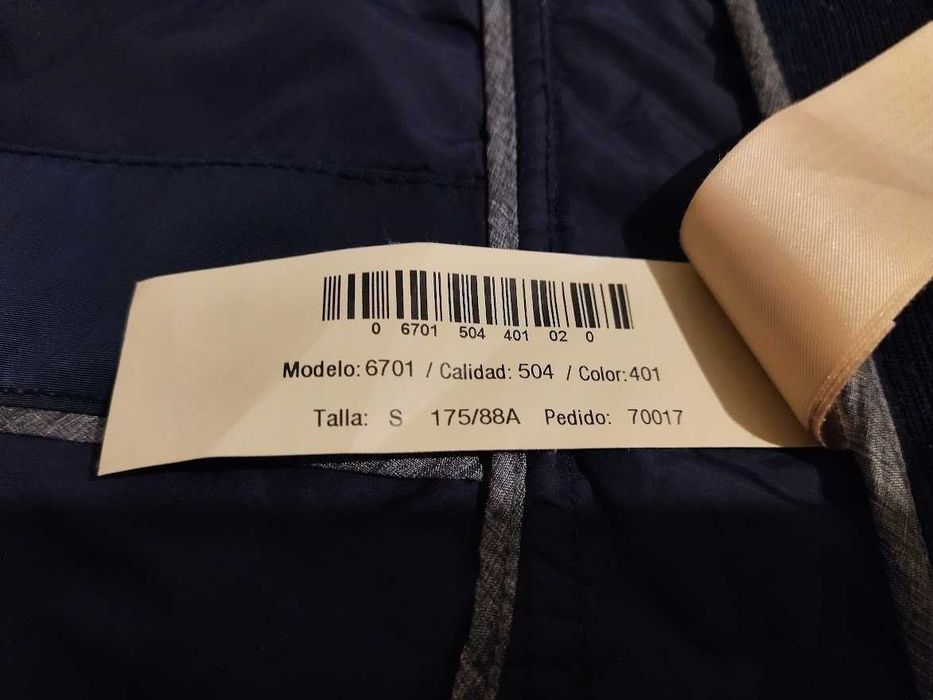 0 6701 504 401 02 0
Modelo: 6701 / Calidad: 504 / Color: 401
Talla: S 175/88A Pedido: 70017